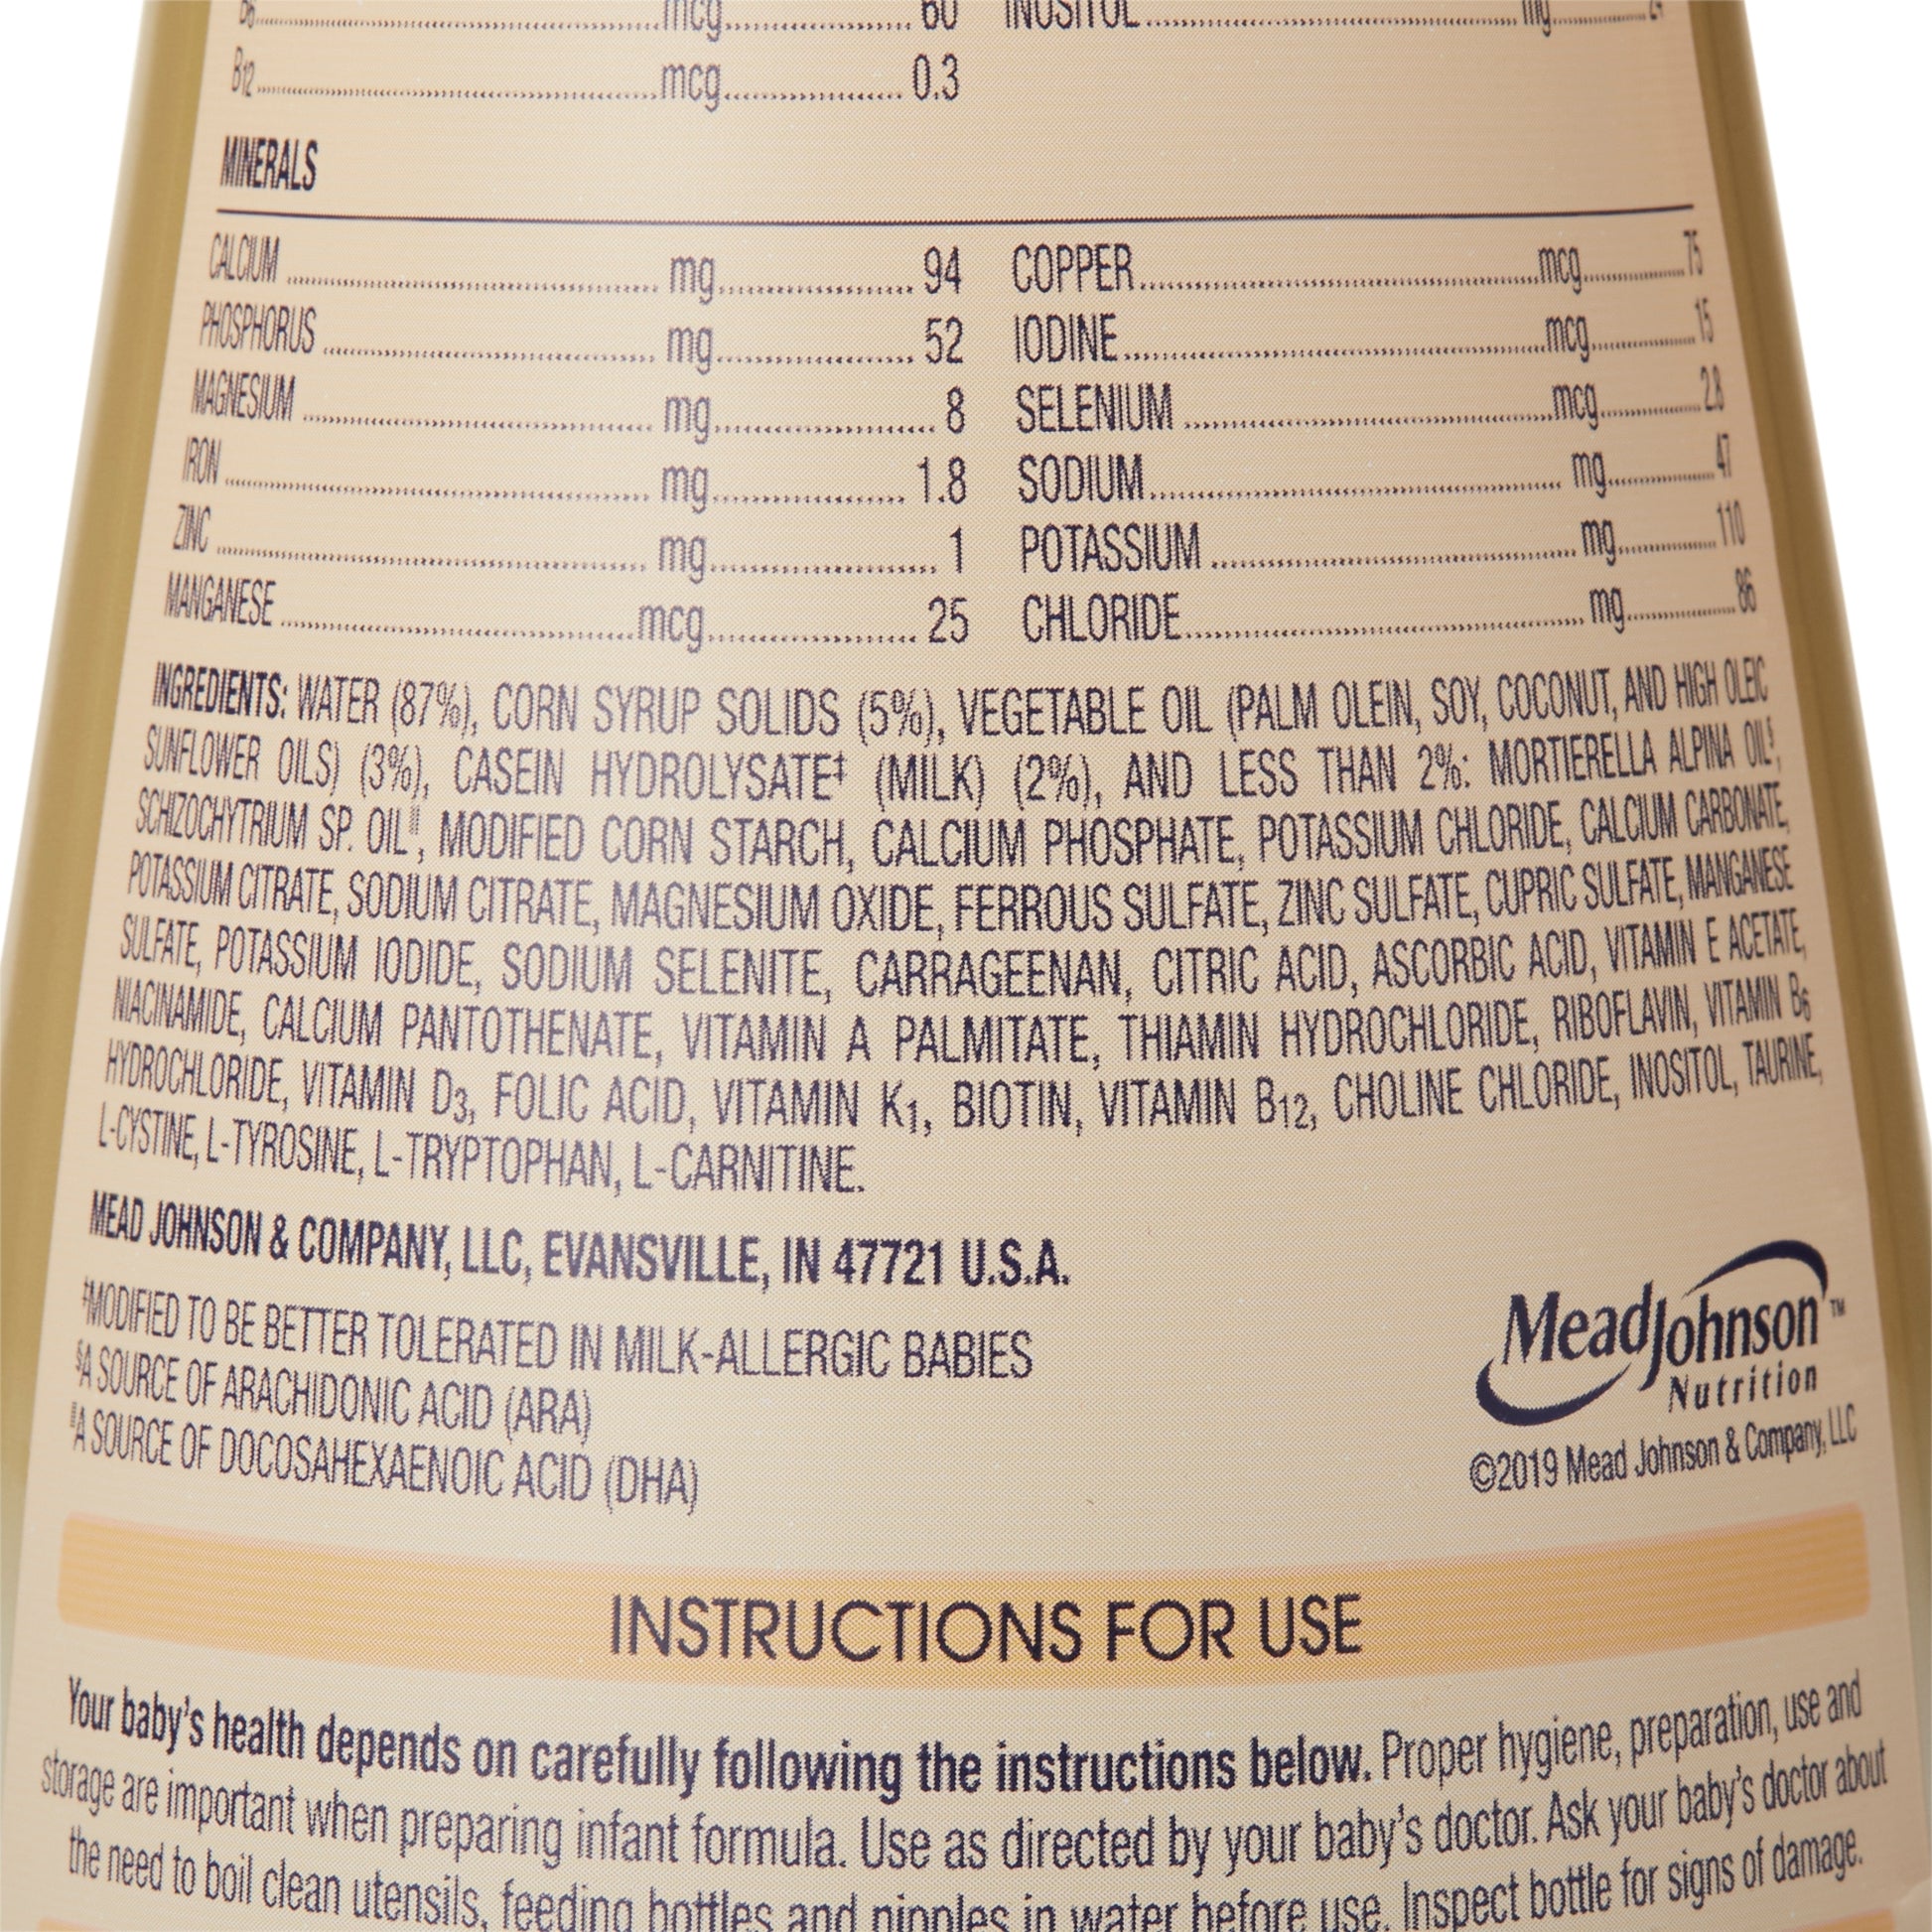 B6 mcg 60 INOSITOL mg
B12 mcg 0.3
MINERALS
CALCIUM mg 94 COPPER mcg 75
PHOSPHORUS mg 52 IODINE mcg 15
MAGNESIUM mg 8 SELENIUM mcg 2.8
IRON mg 1.8 SODIUM mg 47
ZINC mg 1 POTASSIUM mg 110
MANGANESE mcg 25 CHLORIDE mg 86
INGREDIENTS: WATER (87%), CORN SYRUP SOLIDS (5%), VEGETABLE OIL (PALM OLEIN, SOY, COCONUT, AND HIGH OLEIC
SUNFLOWER OILS) (3%), CASEIN HYDROLYSATE‡ (MILK) (2%), AND LESS THAN 2%: MORTIERELLA ALPINA OIL§,
SCHIZOCHYTRIUM SP. OIL‖, MODIFIED CORN STARCH, CALCIUM PHOSPHATE, POTASSIUM CHLORIDE, CALCIUM CARBONATE,
POTASSIUM CITRATE, SODIUM CITRATE, MAGNESIUM OXIDE, FERROUS SULFATE, ZINC SULFATE, CUPRIC SULFATE, MANGANESE
SULFATE, POTASSIUM IODIDE, SODIUM SELENITE, CARRAGEENAN, CITRIC ACID, ASCORBIC ACID, VITAMIN E ACETATE,
NIACINAMIDE, CALCIUM PANTOTHENATE, VITAMIN A PALMITATE, THIAMIN HYDROCHLORIDE, RIBOFLAVIN, VITAMIN B6
HYDROCHLORIDE, VITAMIN D3, FOLIC ACID, VITAMIN K1, BIOTIN, VITAMIN B12, CHOLINE CHLORIDE, INOSITOL, TAURINE,
L-CYSTINE, L-TYROSINE, L-TRYPTOPHAN, L-CARNITINE.
MEAD JOHNSON & COMPANY, LLC, EVANSVILLE, IN 47721 U.S.A.
‡MODIFIED TO BE BETTER TOLERATED IN MILK-ALLERGIC BABIES
§A SOURCE OF ARACHIDONIC ACID (ARA)
‖A SOURCE OF DOCOSAHEXAENOIC ACID (DHA)
MeadJohnson™
Nutrition
©2019 Mead Johnson & Company, LLC
INSTRUCTIONS FOR USE
Your baby's health depends on carefully following the instructions below. Proper hygiene, preparation, use and
storage are important when preparing infant formula. Use as directed by your baby's doctor. Ask your baby's doctor about
the need to boil clean utensils, feeding bottles and nipples in water before use. Inspect bottle for signs of damage.